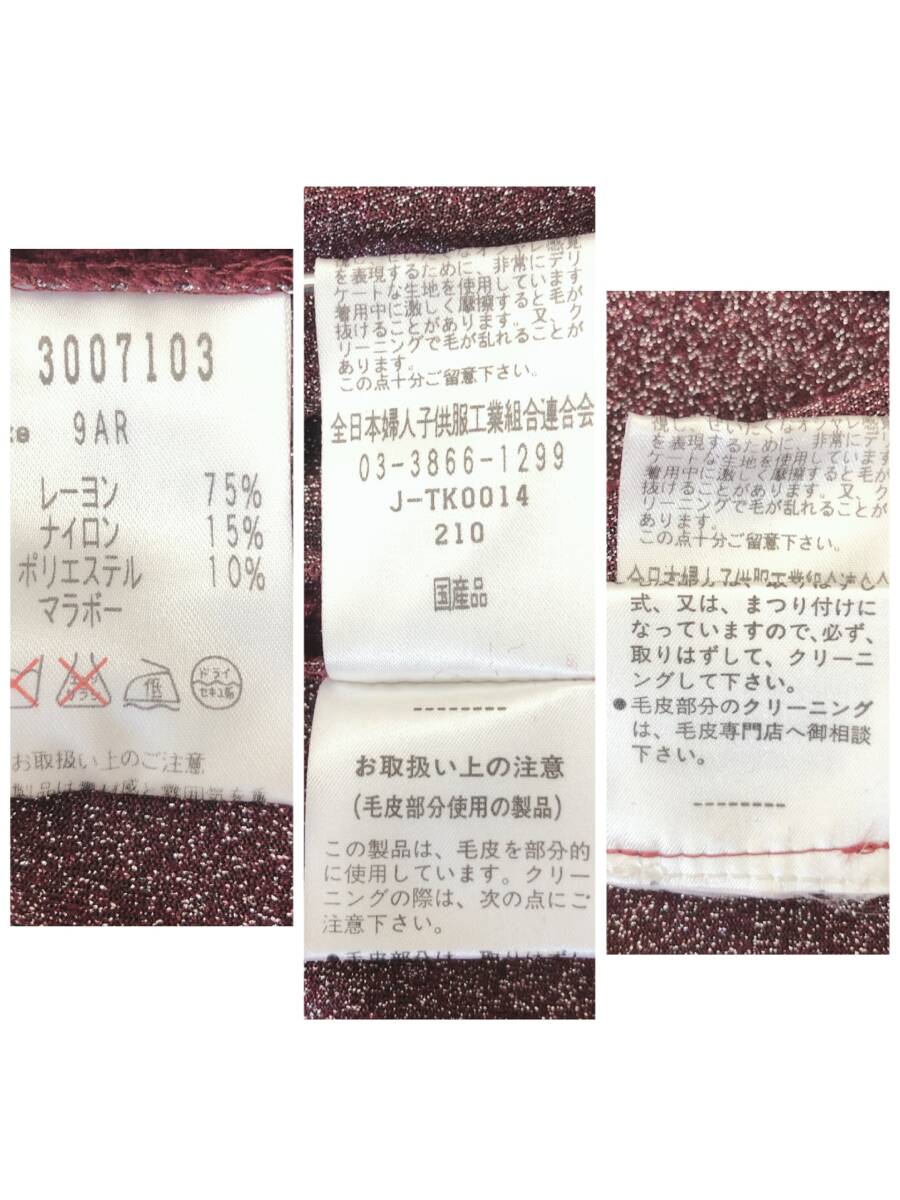 3007103
9AR
レーヨン 75%
ナイロン 15%
ポリエステル 10%
マラボー
低
ドライ
セキユ系
お取扱い上のご注意
を表現するために、非常にデリ
ケートな生地を使用しています
着用中に激しく摩擦すると毛が
抜けることがあります。又、ク
リーニングで毛が乱れることが
あります。
この点十分ご留意下さい。
全日本婦人子供服工業組合連合会
03-3866-1299
J-TK0014
210
国産品
--------
お取扱い上の注意
(毛皮部分使用の製品)
この製品は、毛皮を部分的
に使用しています。クリー
ニングの際は、次の点にご
注意下さい。
を表現するために、非常にデリ
ケートな生地を使用しています
着用中に激しく摩擦すると毛が
抜けることがあります。又、ク
リーニングで毛が乱れることが
あります。
この点十分ご留意下さい。
全日本婦人子供服工業組合連合会
式、又は、まつり付けに
なっていますので、必ず、
取りはずして、クリーニ
ングして下さい。
●毛皮部分のクリーニング
は、毛皮専門店へ御相談
下さい。
--------